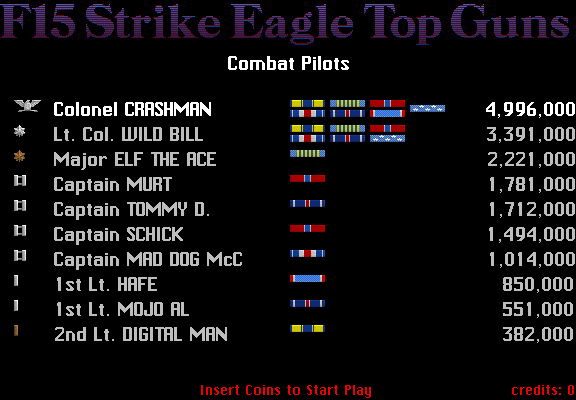 F15 Strike Eagle Top Guns
Combat Pilots
Colonel CRASHMAN 4,996,000
Lt. Col. WILD BILL 3,391,000
Major ELF THE ACE 2,221,000
Captain MURT 1,781,000
Captain TOMMY D. 1,712,000
Captain SCHICK 1,494,000
Captain MAD DOG McC 1,014,000
1st Lt. HAFE 850,000
1st Lt. MOJO AL 551,000
2nd Lt. DIGITAL MAN 382,000
Insert Coins to Start Play credits: 0